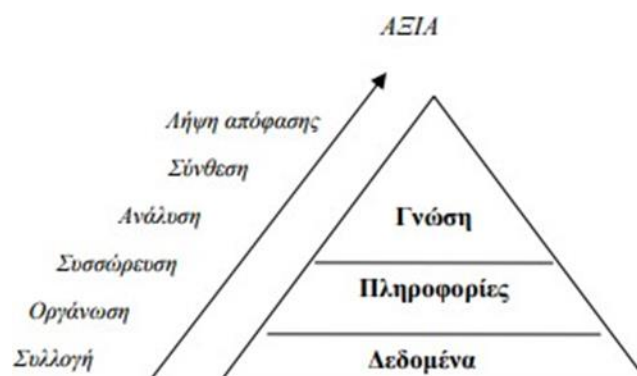 ΑΞΙΑ
Λήψη απόφασης
Σύνθεση
Ανάλυση
Συσσώρευση
Οργάνωση
Συλλογή
Γνώση
Πληροφορίες
Δεδομένα